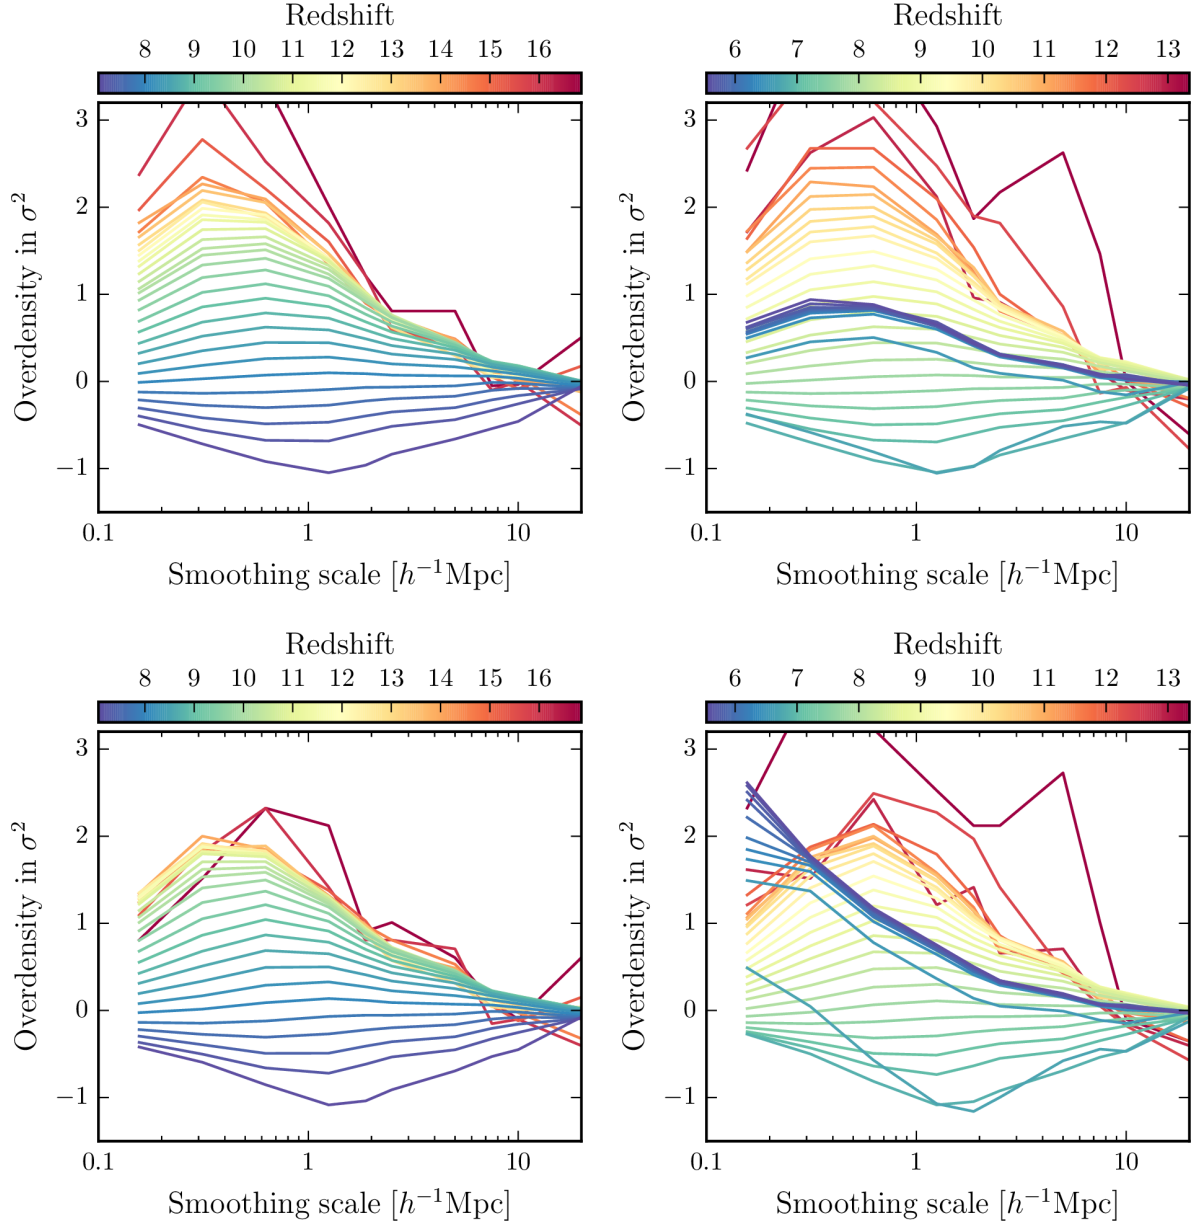 Redshift
8 9 10 11 12 13 14 15 16
3
2
1
0
−1
Overdensity in σ²
0.1 1 10
Smoothing scale [h⁻¹Mpc]
Redshift
6 7 8 9 10 11 12 13
3
2
1
0
−1
Overdensity in σ²
0.1 1 10
Smoothing scale [h⁻¹Mpc]
Redshift
8 9 10 11 12 13 14 15 16
3
2
1
0
−1
Overdensity in σ²
0.1 1 10
Smoothing scale [h⁻¹Mpc]
Redshift
6 7 8 9 10 11 12 13
3
2
1
0
−1
Overdensity in σ²
0.1 1 10
Smoothing scale [h⁻¹Mpc]